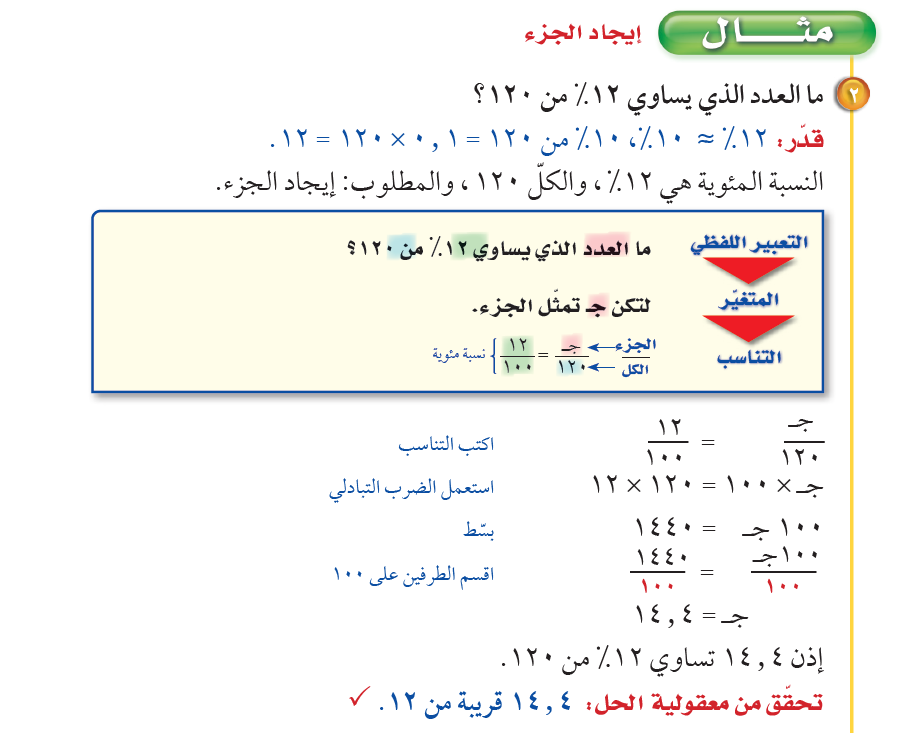 مثــــال إيجاد الجزء
٢ ما العدد الذي يساوي ١٢٪ من ١٢٠؟
قدّر: ١٢٪ ≈ ١٠٪، ١٠٪ من ١٢٠ = ٠,١ × ١٢٠ = ١٢.
النسبة المئوية هي ١٢٪، والكلّ ١٢٠، والمطلوب: إيجاد الجزء.
التعبير اللفظي ما العدد الذي يساوي ١٢٪ من ١٢٠؟
المتغيّر لتكن جـ تمثّل الجزء.
التناسب الجزء ← جـ / الكل ← ١٢٠ = ١٢ / ١٠٠ } نسبة مئوية
جـ / ١٢٠ = ١٢ / ١٠٠ اكتب التناسب
جـ × ١٠٠ = ١٢٠ × ١٢ استعمل الضرب التبادلي
١٠٠ جـ = ١٤٤٠ بسّط
١٠٠ جـ / ١٠٠ = ١٤٤٠ / ١٠٠ اقسم الطرفين على ١٠٠
جـ = ١٤,٤
إذن ١٤,٤ تساوي ١٢٪ من ١٢٠.
تحقّق من معقولية الحل: ١٤,٤ قريبة من ١٢. ✓